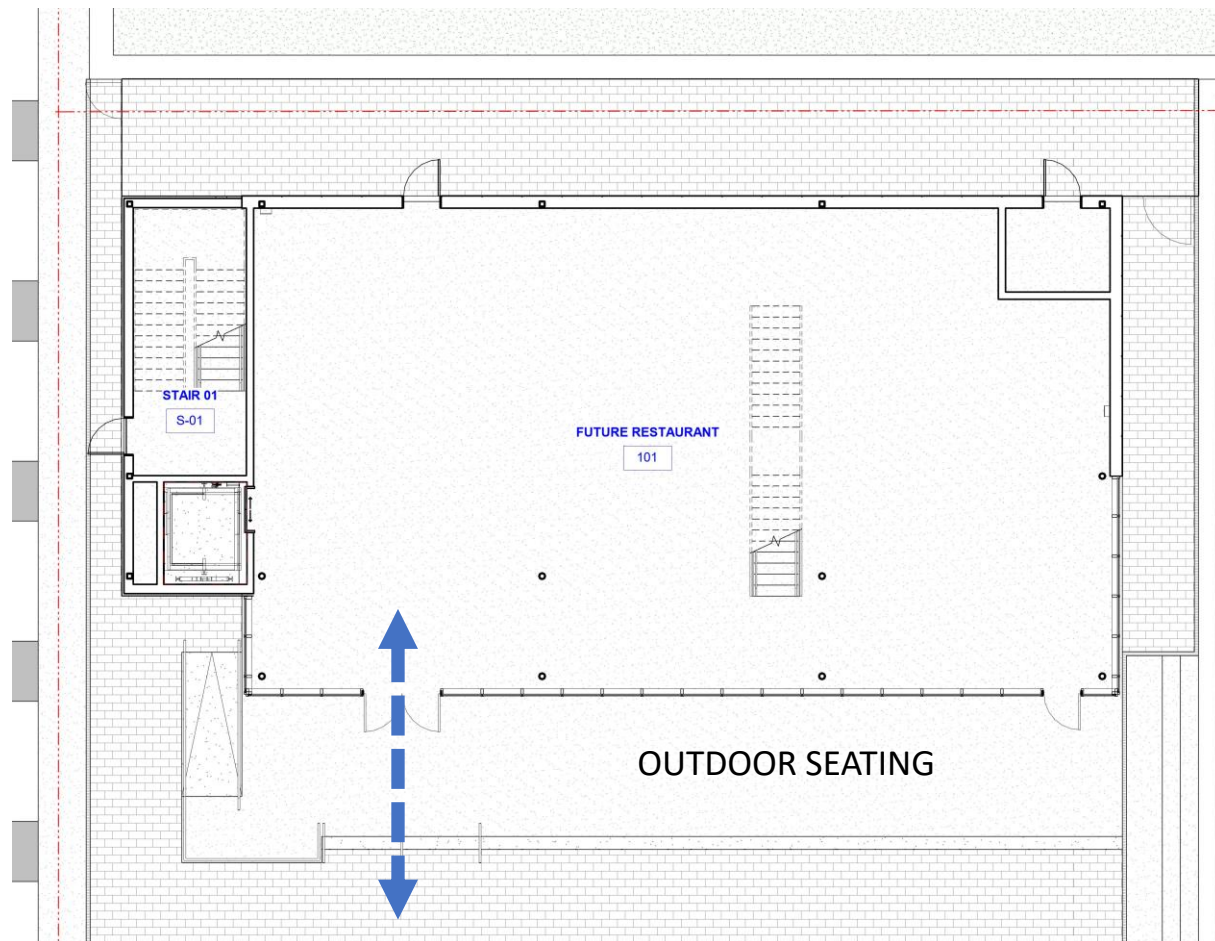 STAIR 01
S-01
FUTURE RESTAURANT
101
OUTDOOR SEATING